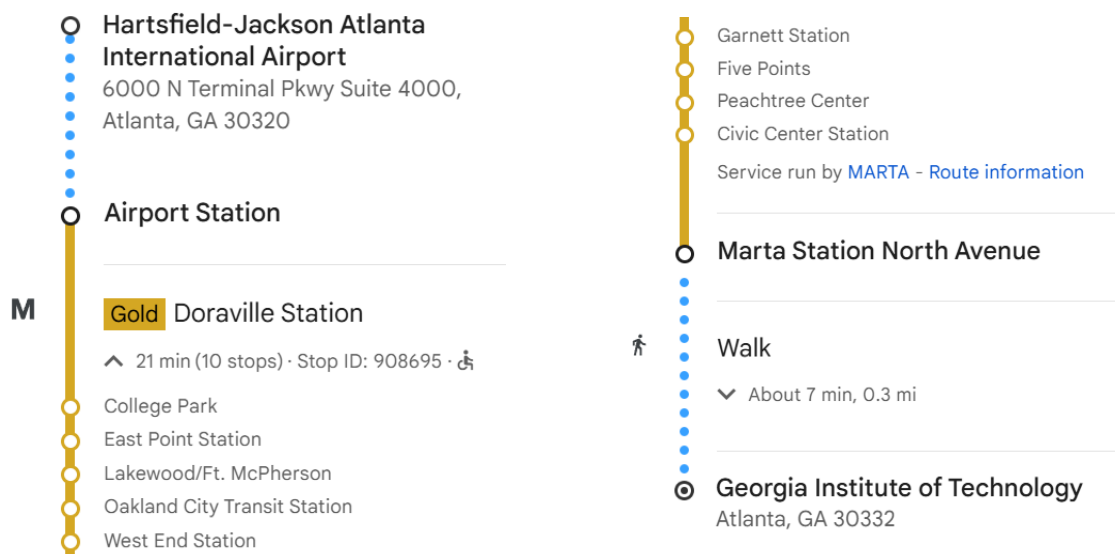 Hartsfield-Jackson Atlanta
International Airport
6000 N Terminal Pkwy Suite 4000,
Atlanta, GA 30320
Airport Station
M
Gold Doraville Station
21 min (10 stops) · Stop ID: 908695 ·
College Park
East Point Station
Lakewood/Ft. McPherson
Oakland City Transit Station
West End Station
Garnett Station
Five Points
Peachtree Center
Civic Center Station
Service run by MARTA - Route information
Marta Station North Avenue
Walk
About 7 min, 0.3 mi
Georgia Institute of Technology
Atlanta, GA 30332